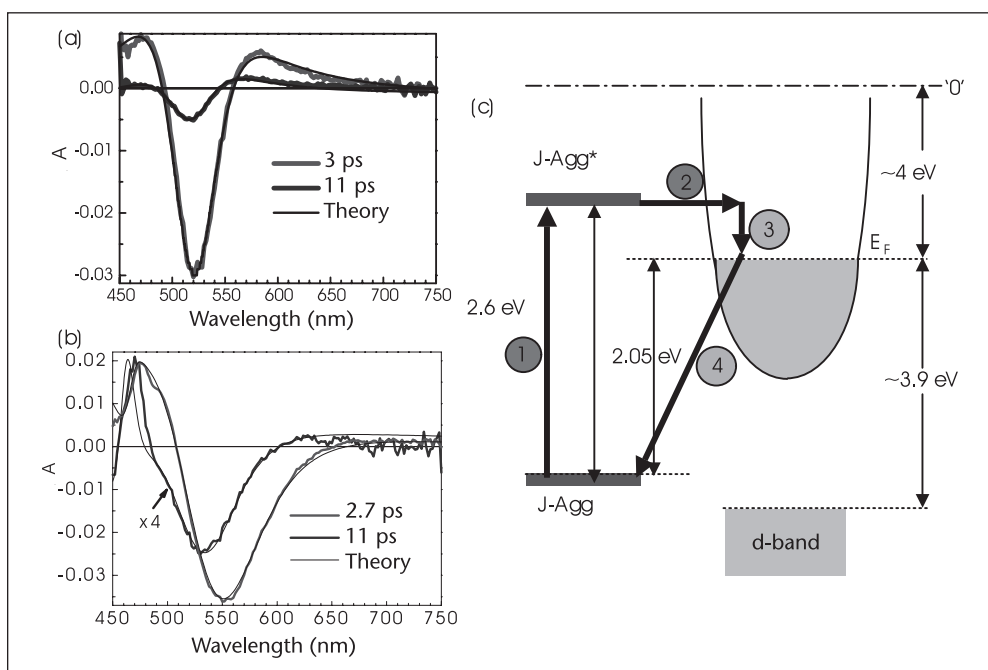 (a)
0.00
-0.01
-0.02
-0.03
A
3 ps
11 ps
Theory
450 500 550 600 650 700 750
Wavelength (nm)
(b)
0.02
0.01
0.00
-0.01
-0.02
-0.03
A
x 4
2.7 ps
11 ps
Theory
450 500 550 600 650 700 750
Wavelength (nm)
(c)
'0'
J-Agg*
2
~4 eV
3
E_F
2.6 eV
2.05 eV
1
4
~3.9 eV
J-Agg
d-band